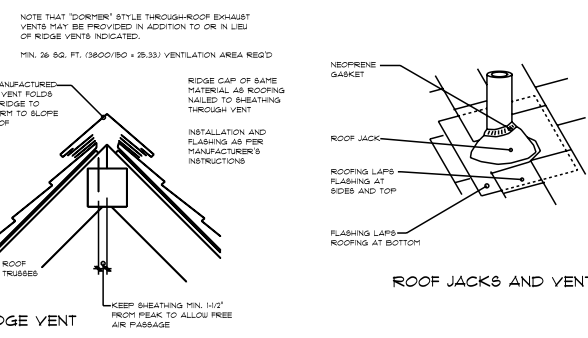 NOTE THAT "DORMER" STYLE THROUGH-ROOF EXHAUST
VENTS MAY BE PROVIDED IN ADDITION TO OR IN LIEU
OF RIDGE VENTS INDICATED.
MIN. 26 SQ. FT. (3800/150 = 25.33) VENTILATION AREA REQ'D
ANUFACTURED
VENT FOLDS
RIDGE TO
RM TO SLOPE
OF
RIDGE CAP OF SAME
MATERIAL AS ROOFING
NAILED TO SHEATHING
THROUGH VENT
INSTALLATION AND
FLASHING AS PER
MANUFACTURER'S
INSTRUCTIONS
ROOF
TRUSSES
KEEP SHEATHING MIN. 1-1/2"
FROM PEAK TO ALLOW FREE
AIR PASSAGE
DGE VENT
NEOPRENE
GASKET
ROOF JACK
ROOFING LAPS
FLASHING AT
SIDES AND TOP
FLASHING LAPS
ROOFING AT BOTTOM
ROOF JACKS AND VENT